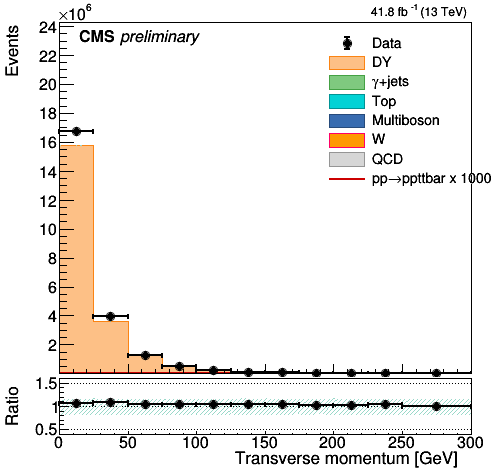 ×10⁶
41.8 fb⁻¹ (13 TeV)
CMS preliminary
Events
24
22
20
18
16
14
12
10
8
6
4
2
Data
DY
γ+jets
Top
Multiboson
W
QCD
pp→ppttbar x 1000
Ratio
1.5
1
0.5
0 50 100 150 200 250 300
Transverse momentum [GeV]